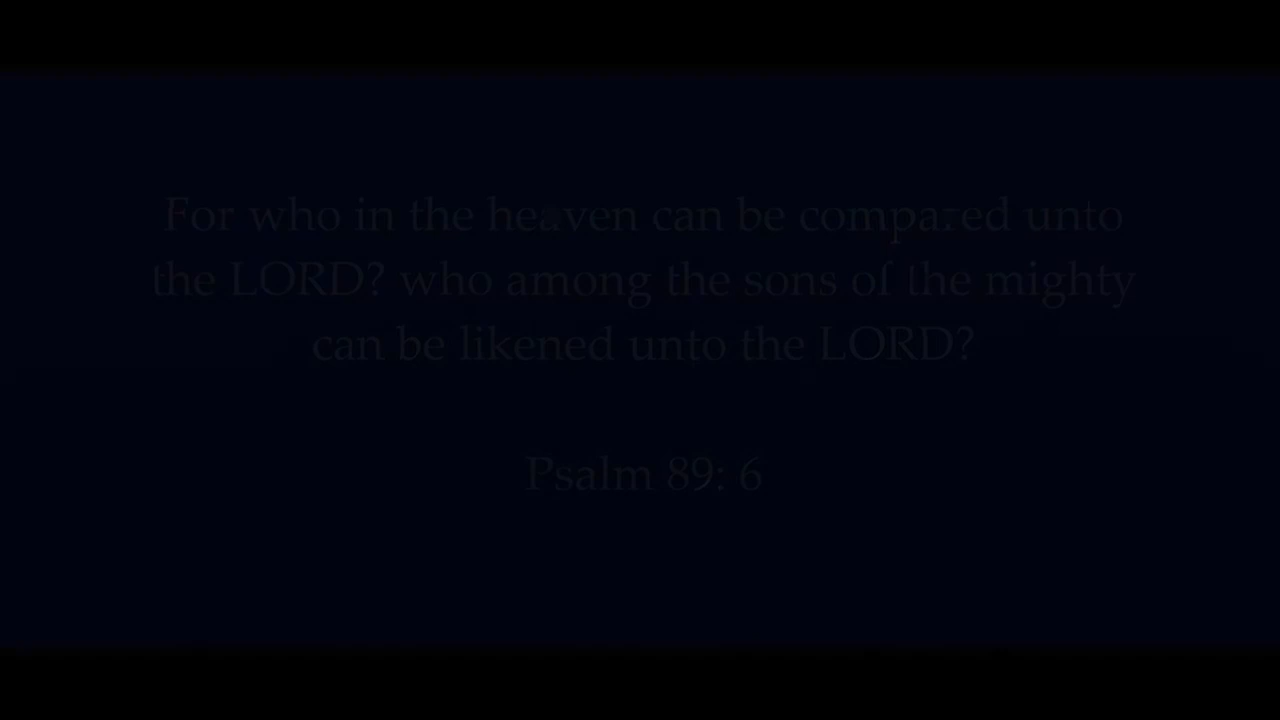 For who in the heaven can be compared unto
the LORD? who among the sons of the mighty
can be likened unto the LORD?
Psalm 89: 6